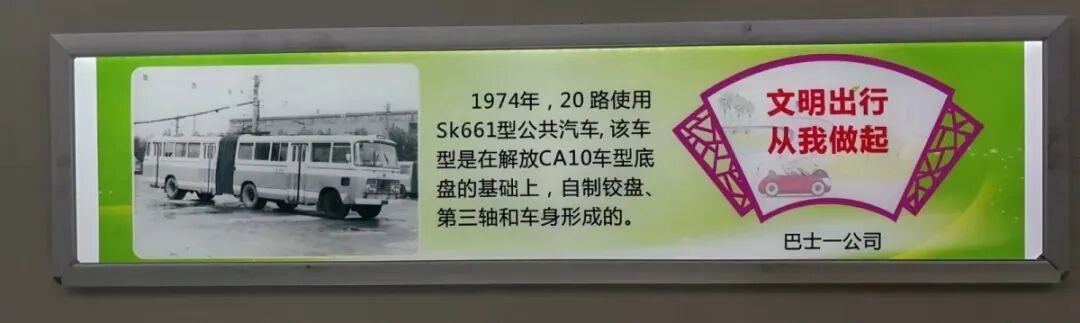 1974年，20 路使用
Sk661型公共汽车，该车
型是在解放CA10车型底
盘的基础上，自制铰盘、
第三轴和车身形成的。
文明出行
从我做起
巴士一公司